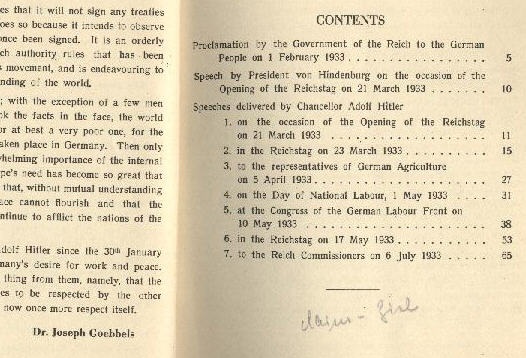 es that it will not sign any treaties
oes so because it intends to observe
once been signed. It is an orderly
ch authority rules that has been
s movement, and is endeavouring to
nding of the world.
; with the exception of a few men
ok the facts in the face, the world
or at best a very poor one, for the
aken place in Germany. Then only
whelming importance of the internal
pe's need has become so great that
that, without mutual understanding
ace cannot flourish and that the
ntinue to afflict the nations of the
dolf Hitler since the 30th January
many's desire for work and peace.
thing from them, namely, that the
es to be respected by the other
now once more respect itself.
Dr. Joseph Goebbels
CONTENTS
Proclamation by the Government of the Reich to the German
People on 1 February 1933 . . . . . . . . . . . . . . . . . 5
Speech by President von Hindenburg on the occasion of the
Opening of the Reichstag on 21 March 1933 . . . . . . . . 10
Speeches delivered by Chancellor Adolf Hitler
1. on the occasion of the Opening of the Reichstag
on 21 March 1933 . . . . . . . . . . . . . . . . . . 11
2. in the Reichstag on 23 March 1933 . . . . . . . . . . 15
3. to the representatives of German Agriculture
on 5 April 1933 . . . . . . . . . . . . . . . . . . . 27
4. on the Day of National Labour, 1 May 1933 . . . . 31
5. at the Congress of the German Labour Front on
10 May 1933 . . . . . . . . . . . . . . . . . . . . . 38
6. in the Reichstag on 17 May 1933 . . . . . . . . . . . 53
7. to the Reich Commissioners on 6 July 1933 . . . . . 65